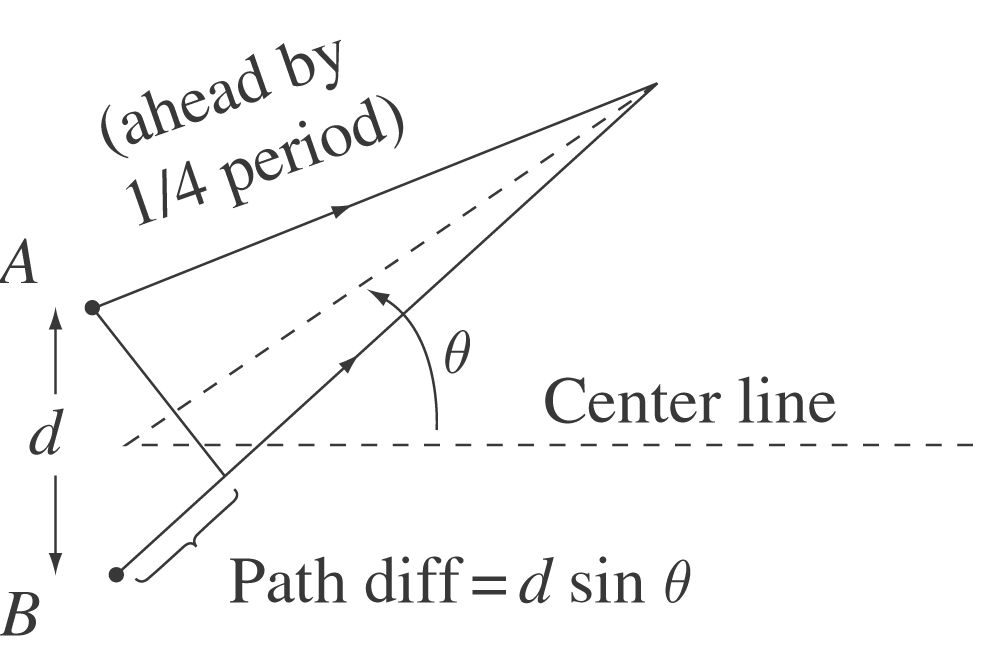 (ahead by
1/4 period)
A
d
θ
Center line
B
Path diff = d sin θ